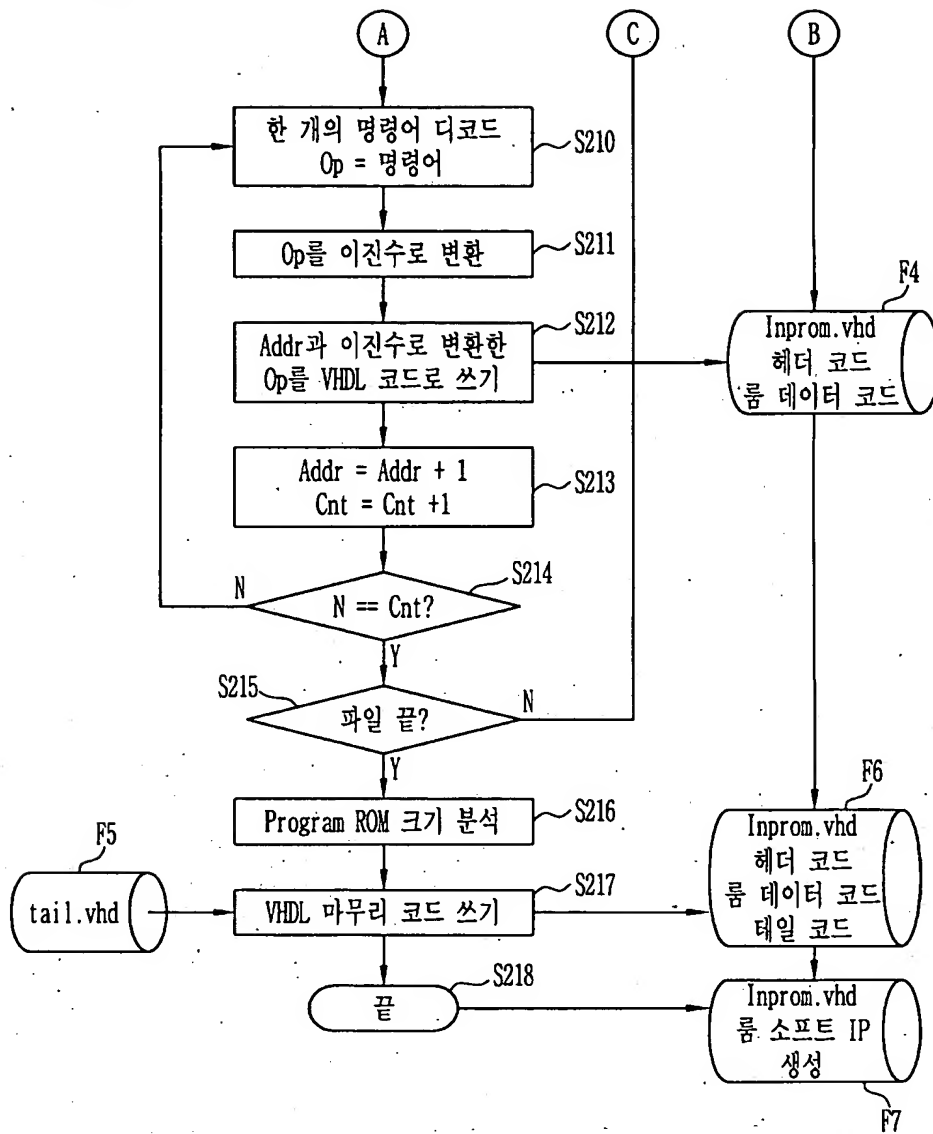 A
C
B
한 개의 명령어 디코드
Op = 명령어
S210
Op를 이진수로 변환
S211
Addr과 이진수로 변환한
Op를 VHDL 코드로 쓰기
S212
F4
Inprom.vhd
헤더 코드
룸 데이터 코드
Addr = Addr + 1
Cnt = Cnt +1
S213
N == Cnt?
S214
N
Y
파일 끝?
S215
N
Y
Program ROM 크기 분석
S216
F6
Inprom.vhd
헤더 코드
룸 데이터 코드
태일 코드
F5
tail.vhd
VHDL 마무리 코드 쓰기
S217
끝
S218
Inprom.vhd
룸 소프트 IP
생성
F7